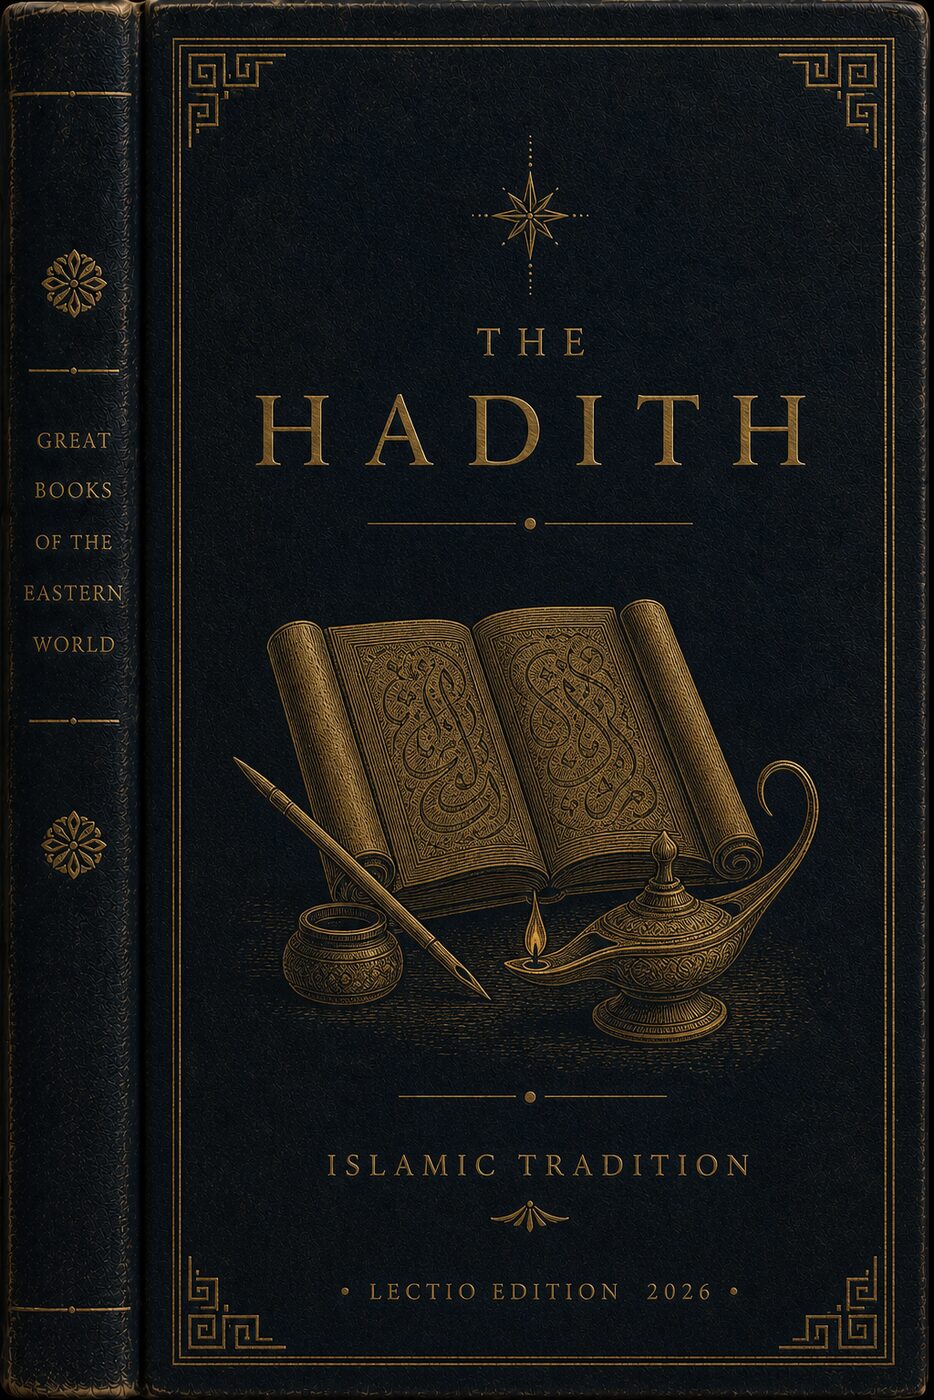 GREAT
BOOKS
OF THE
EASTERN
WORLD
THE
HADITH
ISLAMIC TRADITION
• LECTIO EDITION 2026 •